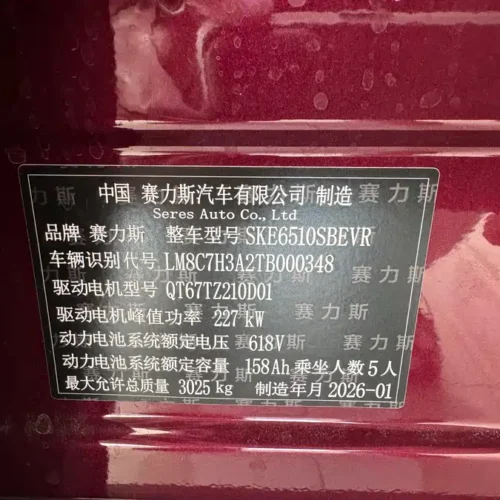 中国 赛力斯汽车有限公司 制造
Seres Auto Co., Ltd
品牌 赛力斯 整车型号 SKE6510SBEVR
车辆识别代号 LM8C7H3A2TB000348
驱动电机型号 QT67TZ210D01
驱动电机峰值功率 227 kW
动力电池系统额定电压 618V
动力电池系统额定容量 158Ah 乘坐人数 5 人
最大允许总质量 3025 kg 制造年月 2026-01